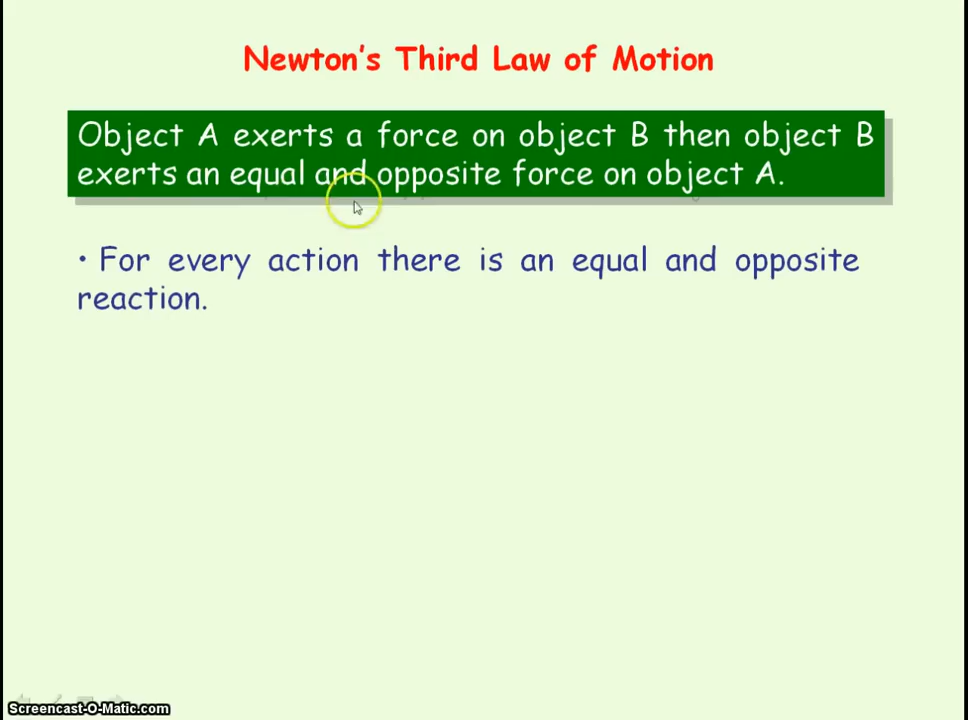 Newton's Third Law of Motion
Object A exerts a force on object B then object B
exerts an equal and opposite force on object A.
• For every action there is an equal and opposite
reaction.
Screencast-O-Matic.com